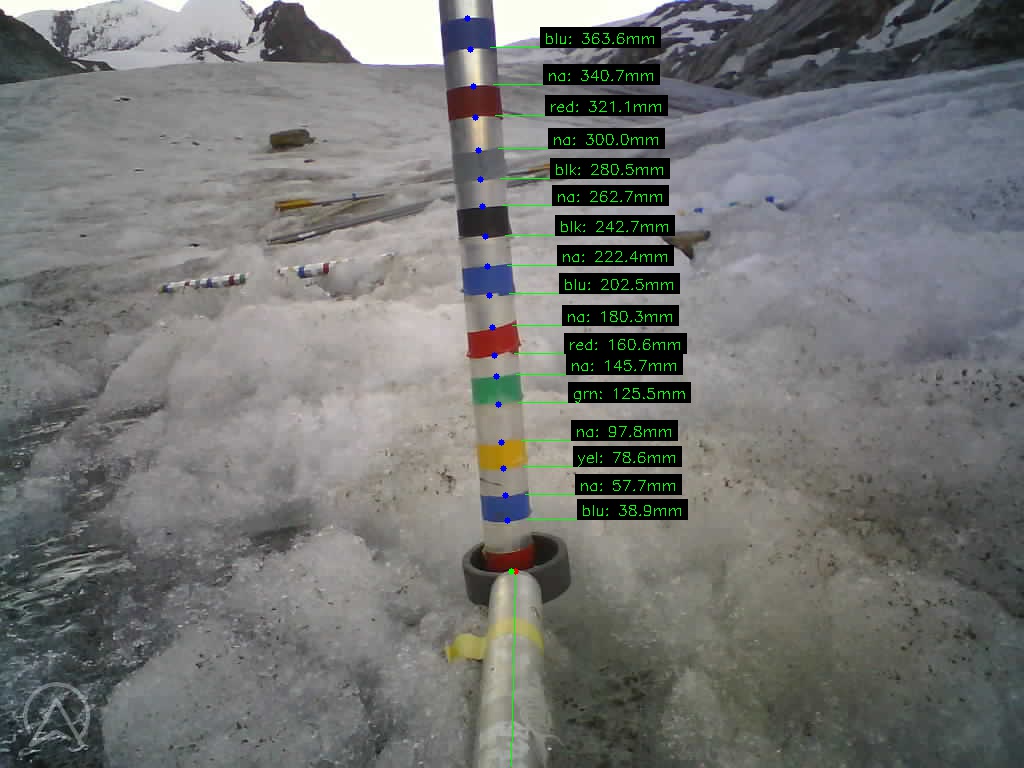 blu: 363.6mm
na: 340.7mm
red: 321.1mm
na: 300.0mm
blk: 280.5mm
na: 262.7mm
blk: 242.7mm
na: 222.4mm
blu: 202.5mm
na: 180.3mm
red: 160.6mm
na: 145.7mm
grn: 125.5mm
na: 97.8mm
yel: 78.6mm
na: 57.7mm
blu: 38.9mm